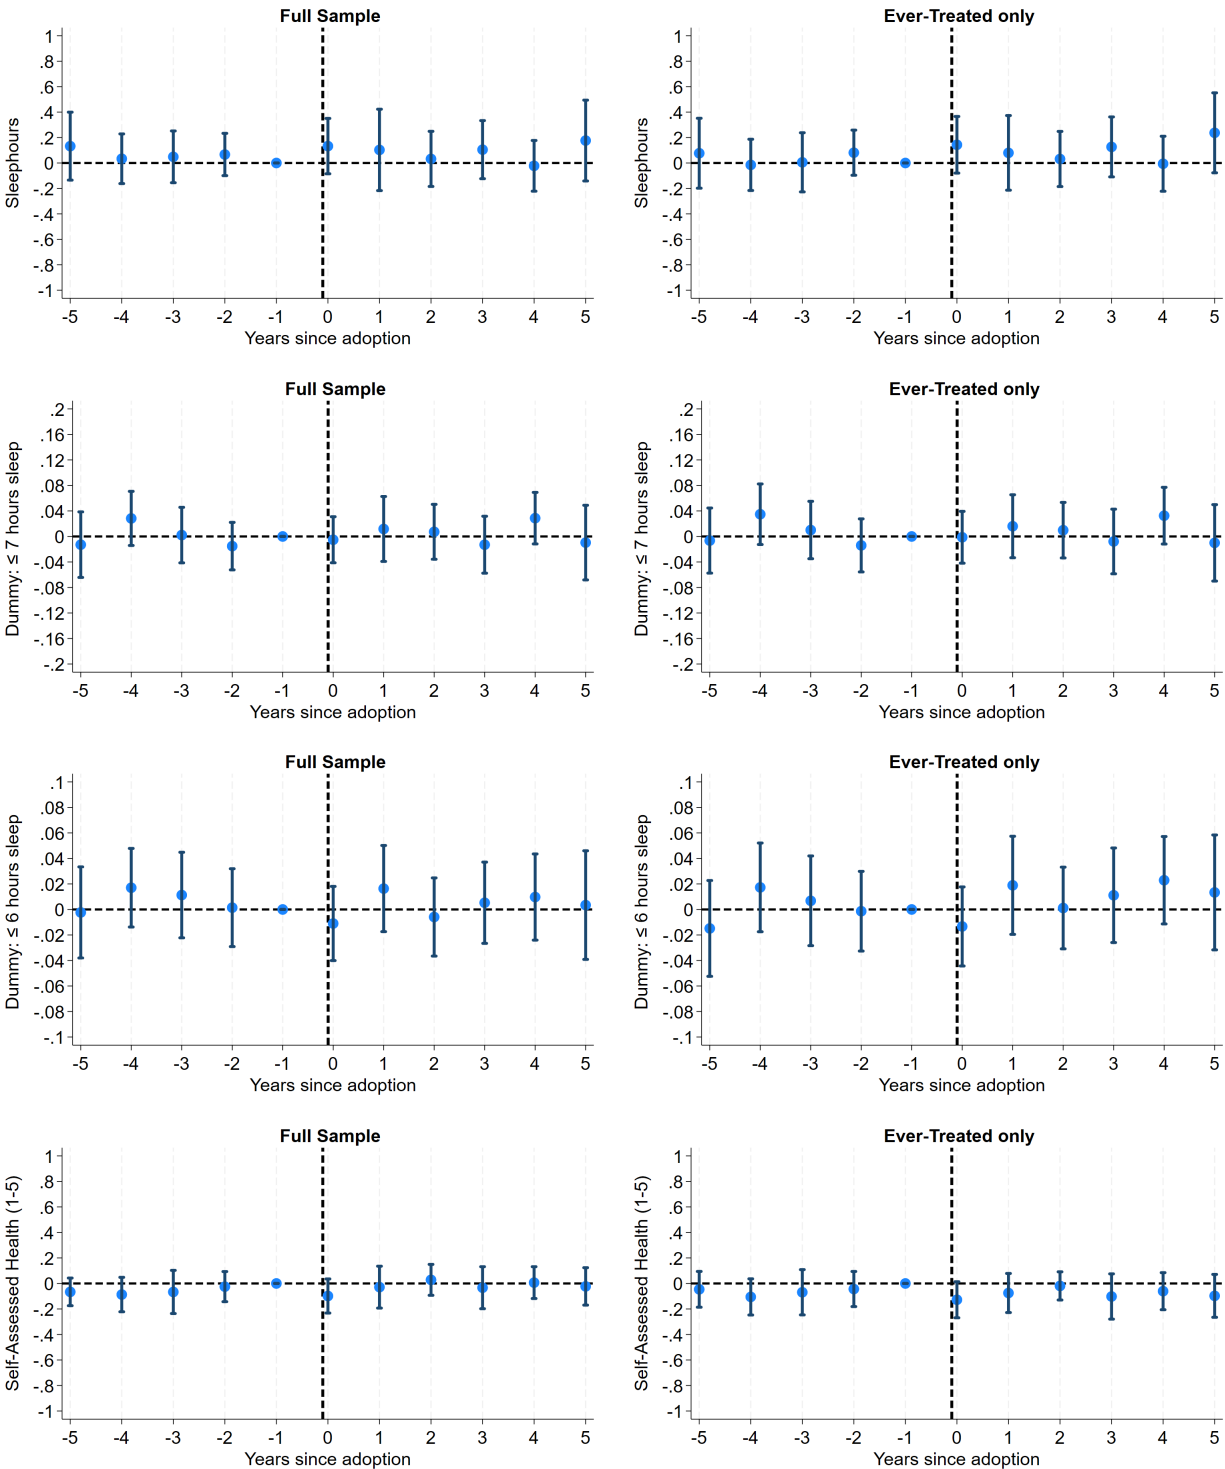 Full Sample
Ever-Treated only
Sleephours
1
.8
.6
.4
.2
0
-.2
-.4
-.6
-.8
-1
-5 -4 -3 -2 -1 0 1 2 3 4 5
Years since adoption
Sleephours
1
.8
.6
.4
.2
0
-.2
-.4
-.6
-.8
-1
-5 -4 -3 -2 -1 0 1 2 3 4 5
Years since adoption
Full Sample
Ever-Treated only
Dummy: ≤ 7 hours sleep
.2
.16
.12
.08
.04
0
-.04
-.08
-.12
-.16
-.2
-5 -4 -3 -2 -1 0 1 2 3 4 5
Years since adoption
Dummy: ≤ 7 hours sleep
.2
.16
.12
.08
.04
0
-.04
-.08
-.12
-.16
-.2
-5 -4 -3 -2 -1 0 1 2 3 4 5
Years since adoption
Full Sample
Ever-Treated only
Dummy: ≤ 6 hours sleep
.1
.08
.06
.04
.02
0
-.02
-.04
-.06
-.08
-.1
-5 -4 -3 -2 -1 0 1 2 3 4 5
Years since adoption
Dummy: ≤ 6 hours sleep
.1
.08
.06
.04
.02
0
-.02
-.04
-.06
-.08
-.1
-5 -4 -3 -2 -1 0 1 2 3 4 5
Years since adoption
Full Sample
Ever-Treated only
Self-Assessed Health (1-5)
1
.8
.6
.4
.2
0
-.2
-.4
-.6
-.8
-1
-5 -4 -3 -2 -1 0 1 2 3 4 5
Years since adoption
Self-Assessed Health (1-5)
1
.8
.6
.4
.2
0
-.2
-.4
-.6
-.8
-1
-5 -4 -3 -2 -1 0 1 2 3 4 5
Years since adoption